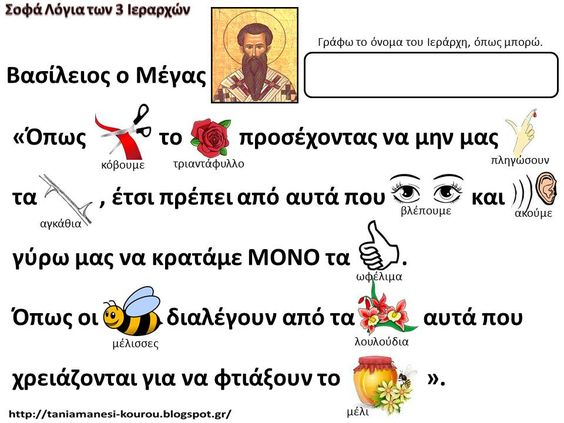 Σοφά Λόγια των 3 Ιεραρχών
Γράφω το όνομα του Ιεράρχη, όπως μπορώ.
Βασίλειος ο Μέγας
«Όπως κόβουμε το τριαντάφυλλο προσέχοντας να μην μας πληγώσουν
τα αγκάθια , έτσι πρέπει από αυτά που βλέπουμε και ακούμε
γύρω μας να κρατάμε ΜΟΝΟ τα ωφέλιμα .
Όπως οι μέλισσες διαλέγουν από τα λουλούδια αυτά που
χρειάζονται για να φτιάξουν το μέλι ».
http://taniamanesi-kourou.blogspot.gr/